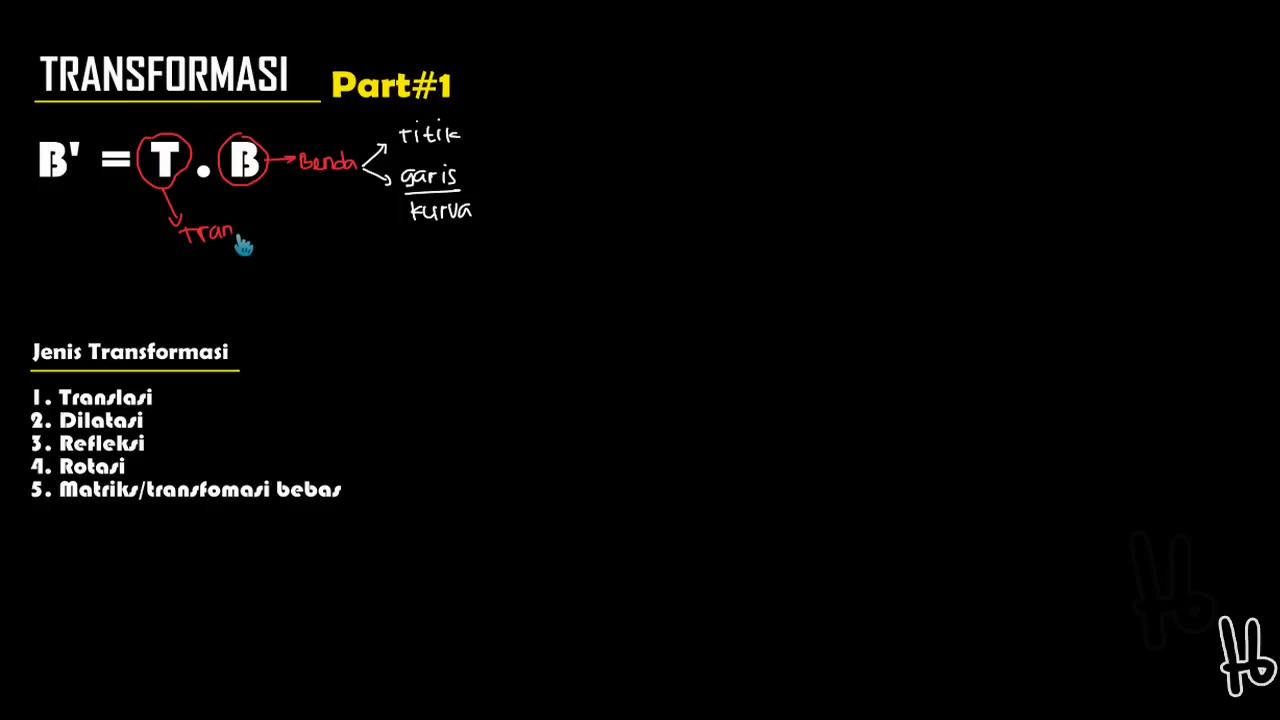 TRANSFORMASI Part#1
B' = T . B
Benda
Titik
garis
kurva
Tran
Jenis Transformasi
1. Translasi
2. Dilatasi
3. Refleksi
4. Rotasi
5. Matriks/transfomasi bebas